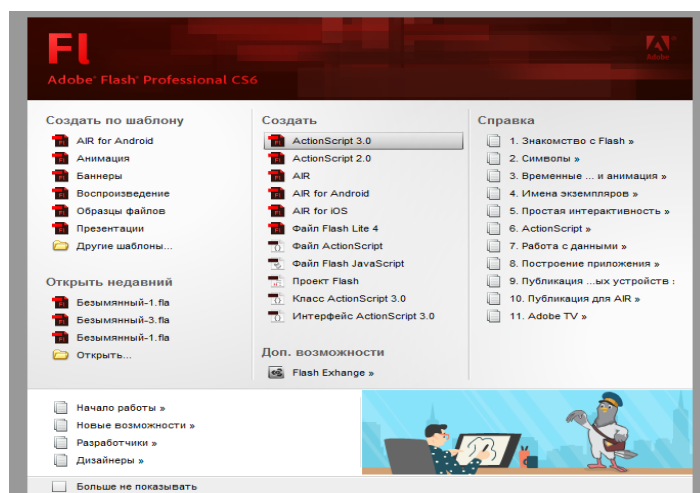 Fl
Adobe® Flash® Professional CS6
Adobe
Создать по шаблону
AIR for Android
Анимация
Баннеры
Воспроизведение
Образцы файлов
Презентации
Другие шаблоны...
Открыть недавний
Безымянный-1.fla
Безымянный-3.fla
Безымянный-1.fla
Открыть...
Создать
ActionScript 3.0
ActionScript 2.0
AIR
AIR for Android
AIR for iOS
Файл Flash Lite 4
Файл ActionScript
Файл Flash JavaScript
Проект Flash
Класс ActionScript 3.0
Интерфейс ActionScript 3.0
Доп. возможности
Flash Exhange »
Справка
1. Знакомство с Flash »
2. Символы »
3. Временные ... и анимация »
4. Имена экземпляров »
5. Простая интерактивность »
6. ActionScript »
7. Работа с данными »
8. Построение приложения »
9. Публикация ...ых устройств :
10. Публикация для AIR »
11. Adobe TV »
Начало работы »
Новые возможности »
Разработчики »
Дизайнеры »
Больше не показывать